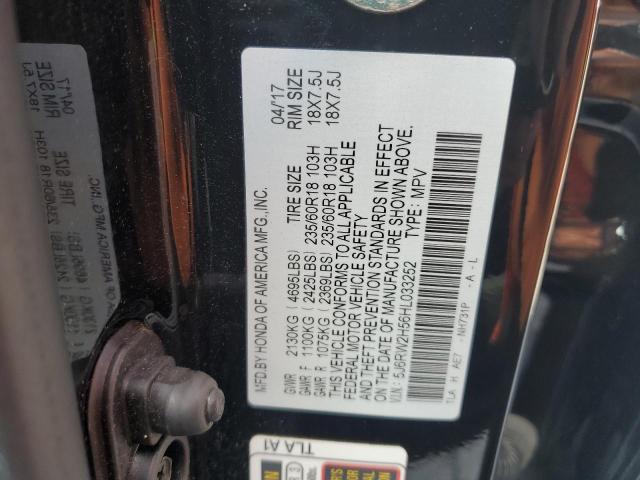 MFD.BY HONDA OF AMERICA MFG.,INC. 04/17
GVWR 2130KG (4695LBS) TIRE SIZE RIM SIZE
GAWR F 1100KG (2425LBS) 235/60R18 103H 18X7.5J
GAWR R 1075KG (2369LBS) 235/60R18 103H 18X7.5J
THIS VEHICLE CONFORMS TO ALL APPLICABLE
FEDERAL MOTOR VEHICLE SAFETY
AND THEFT PREVENTION STANDARDS IN EFFECT
ON THE DATE OF MANUFACTURE SHOWN ABOVE.
V.I.N.: 5J6RW2H56HL033252 TYPE: MPV
TLA H AE7 -NH731P -A-L
TLA A1